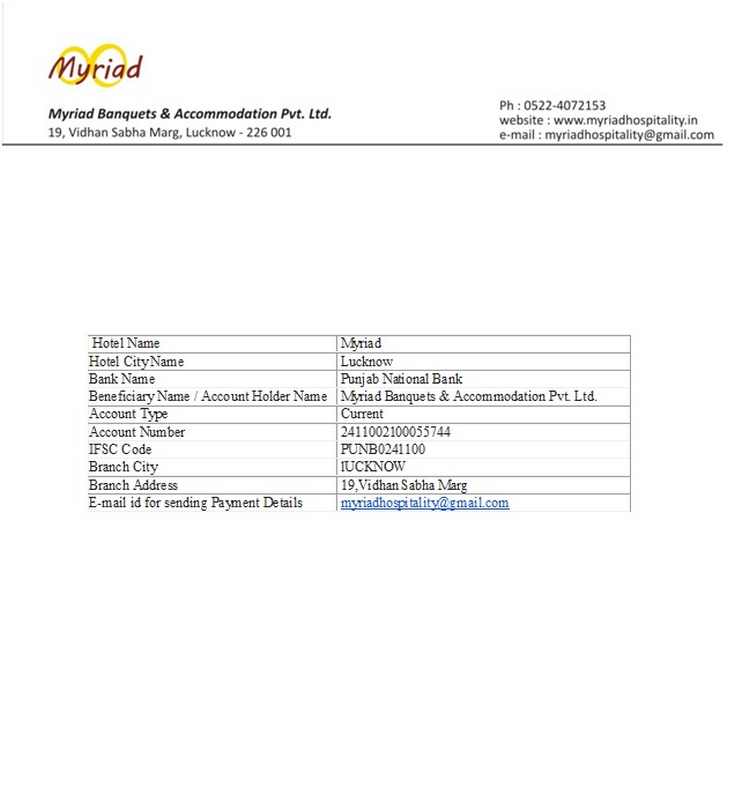 Myriad
Myriad Banquets & Accommodation Pvt. Ltd.
19, Vidhan Sabha Marg, Lucknow - 226 001
Ph : 0522-4072153
website : www.myriadhospitality.in
e-mail : myriadhospitality@gmail.com
Hotel Name Myriad
Hotel City Name Lucknow
Bank Name Punjab National Bank
Beneficiary Name / Account Holder Name Myriad Banquets & Accommodation Pvt. Ltd.
Account Type Current
Account Number 2411002100055744
IFSC Code PUNB0241100
Branch City lUCKNOW
Branch Address 19,Vidhan Sabha Marg
E-mail id for sending Payment Details myriadhospitality@gmail.com